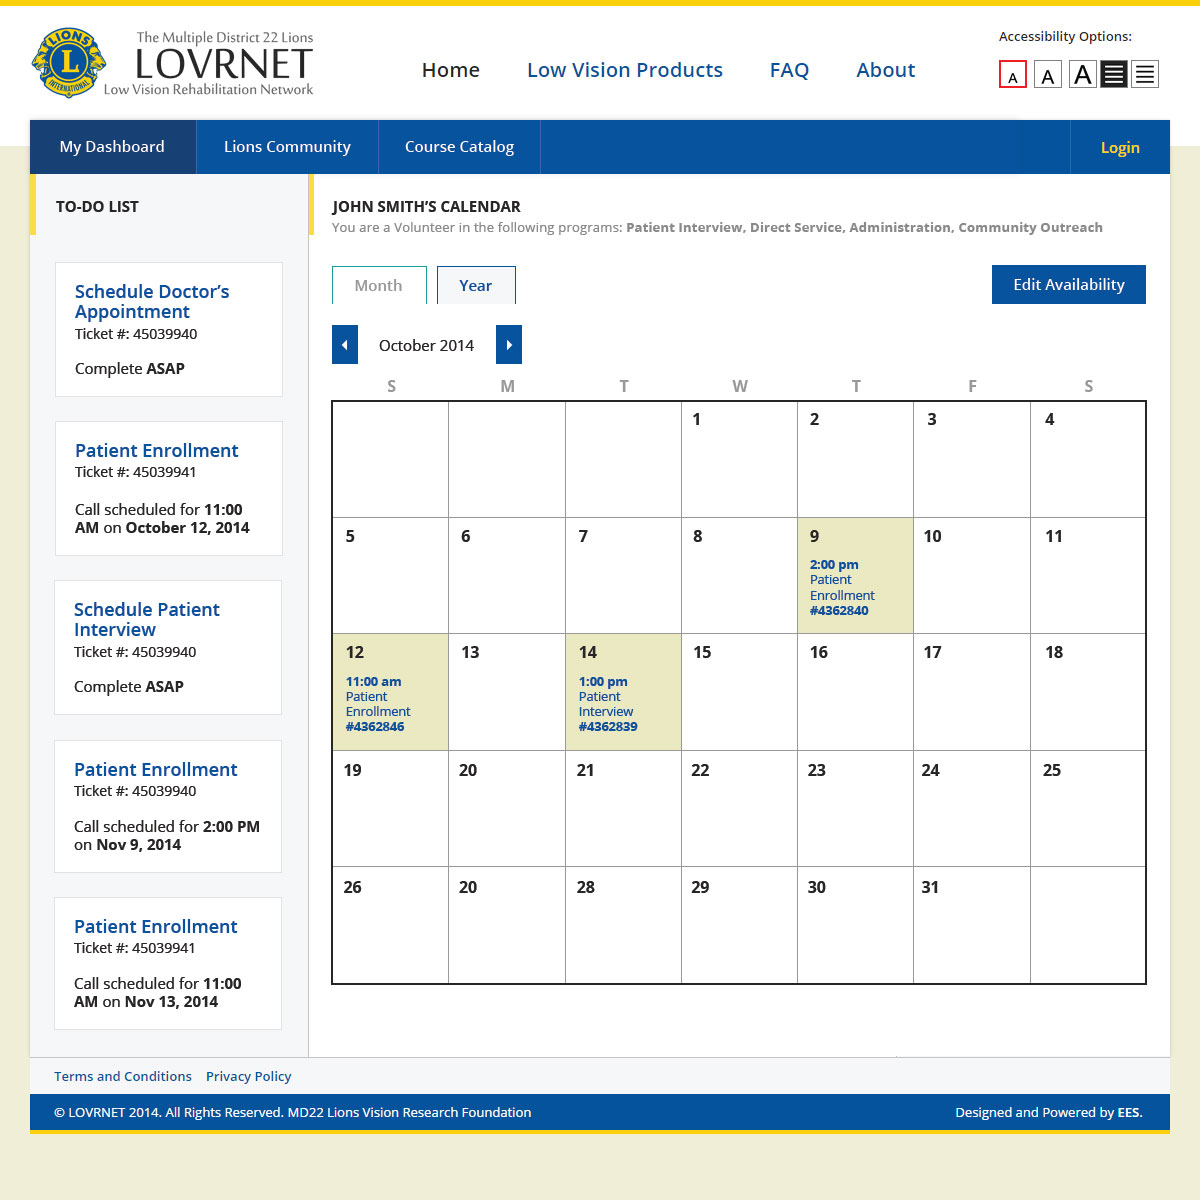 The Multiple District 22 Lions
LOVRNET
Low Vision Rehabilitation Network
LIONS
L
INTERNATIONAL
Home
Low Vision Products
FAQ
About
Accessibility Options:
A
A
A
My Dashboard
Lions Community
Course Catalog
Login
TO-DO LIST
Schedule Doctor's
Appointment
Ticket #: 45039940
Complete ASAP
Patient Enrollment
Ticket #: 45039941
Call scheduled for 11:00
AM on October 12, 2014
Schedule Patient
Interview
Ticket #: 45039940
Complete ASAP
Patient Enrollment
Ticket #: 45039940
Call scheduled for 2:00 PM
on Nov 9, 2014
Patient Enrollment
Ticket #: 45039941
Call scheduled for 11:00
AM on Nov 13, 2014
JOHN SMITH'S CALENDAR
You are a Volunteer in the following programs: Patient Interview, Direct Service, Administration, Community Outreach
Month
Year
Edit Availability
October 2014
S M T W T F S
1 2 3 4
5 6 7 8 9 10 11
2:00 pm
Patient
Enrollment
#4362840
12 13 14 15 16 17 18
11:00 am
Patient
Enrollment
#4362846
1:00 pm
Patient
Interview
#4362839
19 20 21 22 23 24 25
26 20 28 29 30 31
Terms and Conditions
Privacy Policy
© LOVRNET 2014. All Rights Reserved. MD22 Lions Vision Research Foundation
Designed and Powered by EES.